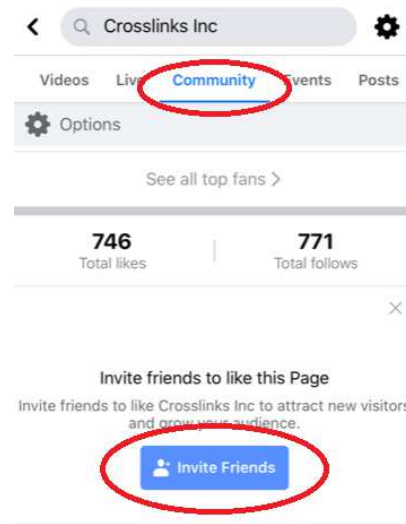 Crosslinks Inc
Videos Live Community Events Posts
Options
See all top fans >
746 771
Total likes Total follows
Invite friends to like this Page
Invite friends to like Crosslinks Inc to attract new visitors
and grow your audience.
Invite Friends